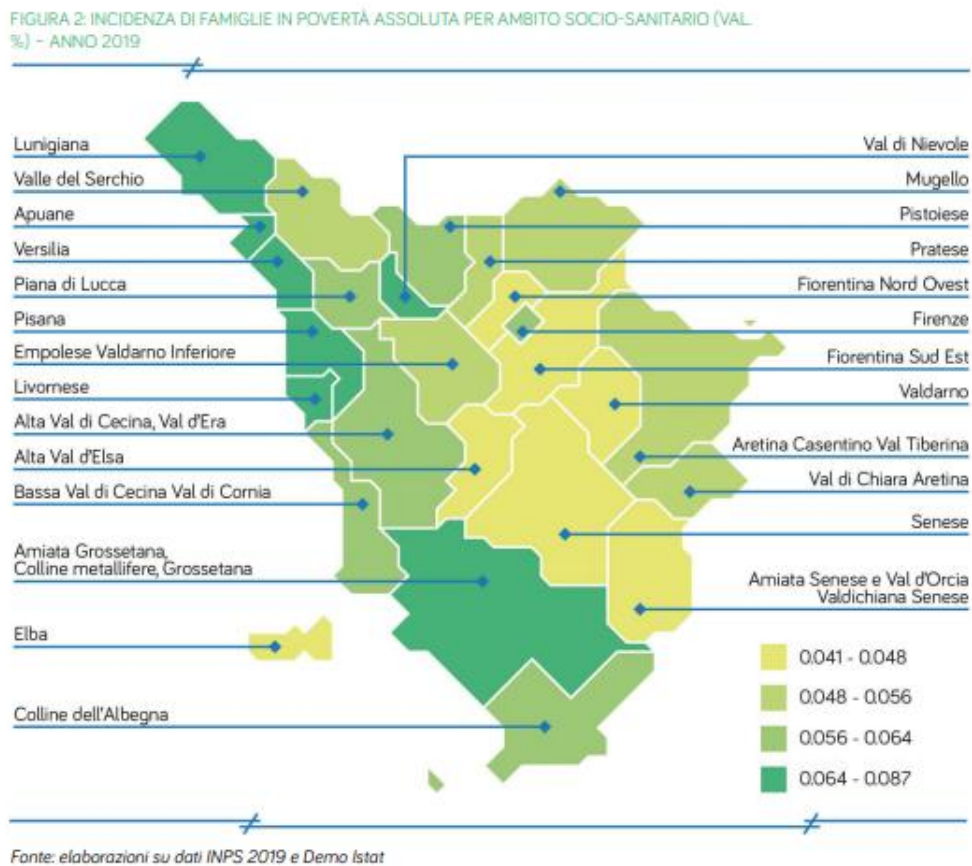 FIGURA 2: INCIDENZA DI FAMIGLIE IN POVERTÀ ASSOLUTA PER AMBITO SOCIO-SANITARIO (VAL.
%) - ANNO 2019
Lunigiana
Valle del Serchio
Apuane
Versilia
Piana di Lucca
Pisana
Empolese Valdarno Inferiore
Livornese
Alta Val di Cecina, Val d'Era
Alta Val d'Elsa
Bassa Val di Cecina Val di Cornia
Amiata Grossetana,
Colline metallifere, Grossetana
Elba
Colline dell'Albegna
Val di Nievole
Mugello
Pistoiese
Pratese
Fiorentina Nord Ovest
Firenze
Fiorentina Sud Est
Valdarno
Aretina Casentino Val Tiberina
Val di Chiara Aretina
Senese
Amiata Senese e Val d'Orcia
Valdichiana Senese
0.041 - 0.048
0.048 - 0.056
0.056 - 0.064
0.064 - 0.087
Fonte: elaborazioni su dati INPS 2019 e Demo Istat